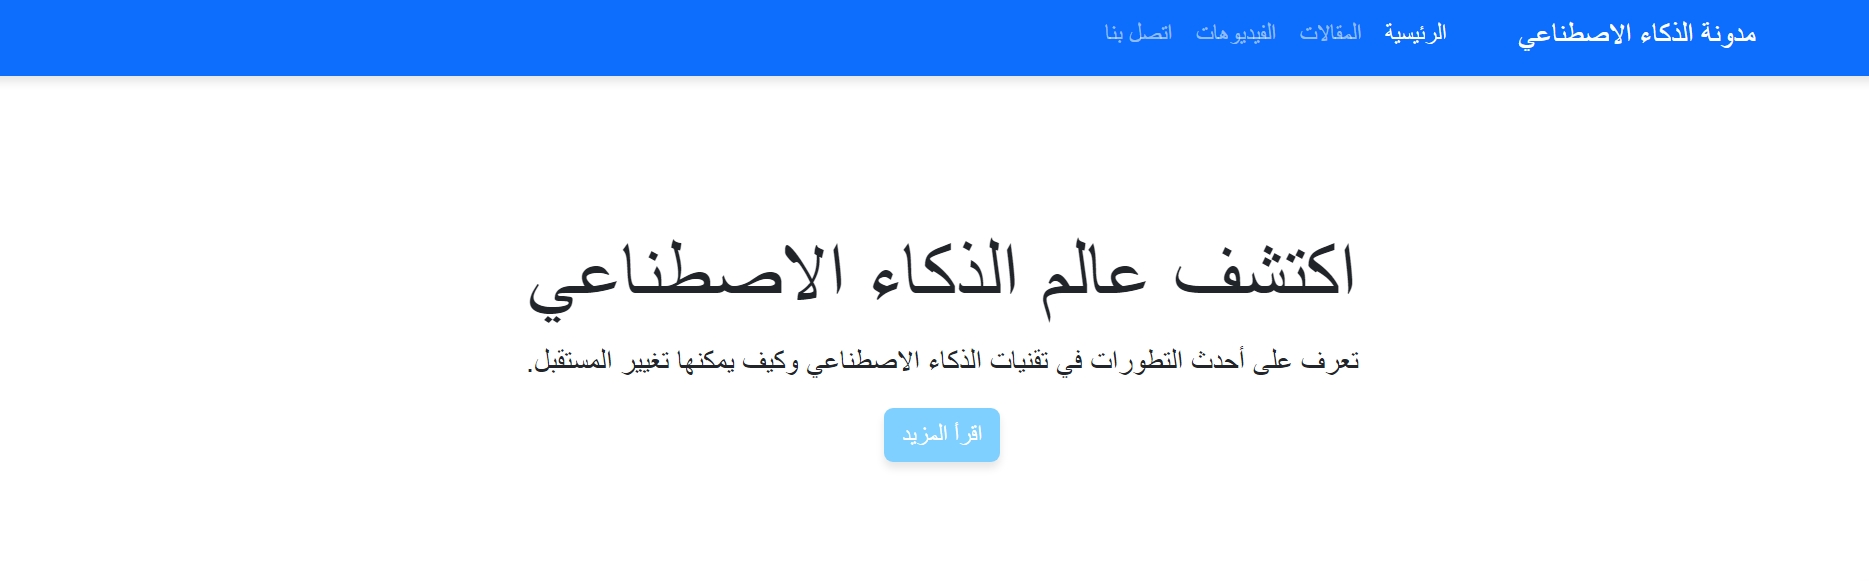 مدونة الذكاء الاصطناعي الرئيسية المقالات الفيديوهات اتصل بنا
اكتشف عالم الذكاء الاصطناعي
تعرف على أحدث التطورات في تقنيات الذكاء الاصطناعي وكيف يمكنها تغيير المستقبل.
اقرأ المزيد